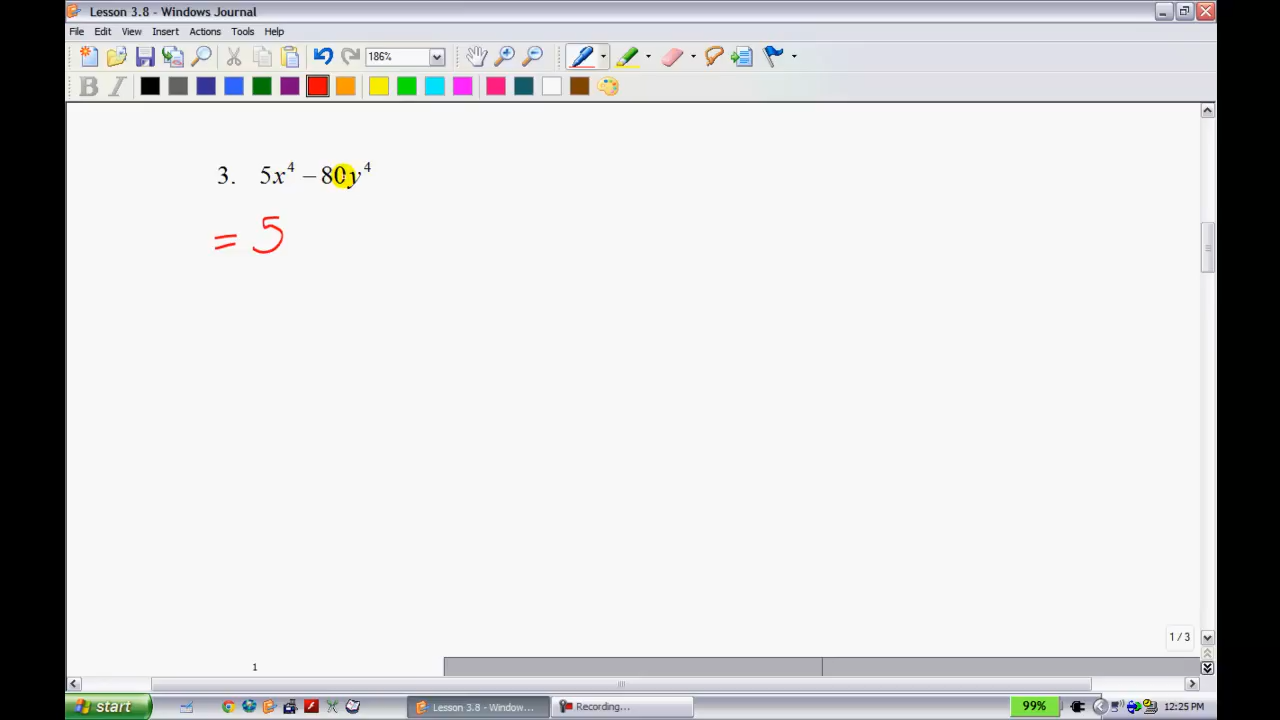 Lesson 3.8 - Windows Journal
File Edit View Insert Actions Tools Help
186%
B I
3. 5x⁴ − 80y⁴
= 5
1 / 3
1
start Lesson 3.8 - Window... Recording... 99% 12:25 PM